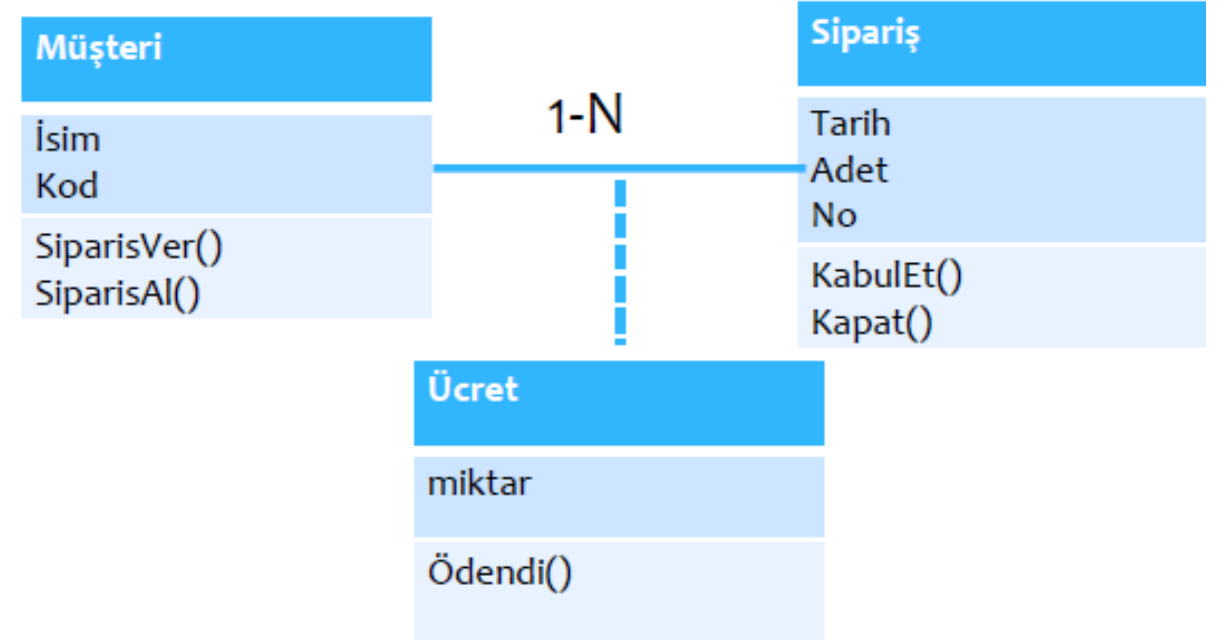 Müşteri
İsim
Kod
SiparisVer()
SiparisAl()
1-N
Sipariş
Tarih
Adet
No
KabulEt()
Kapat()
Ücret
miktar
Ödendi()